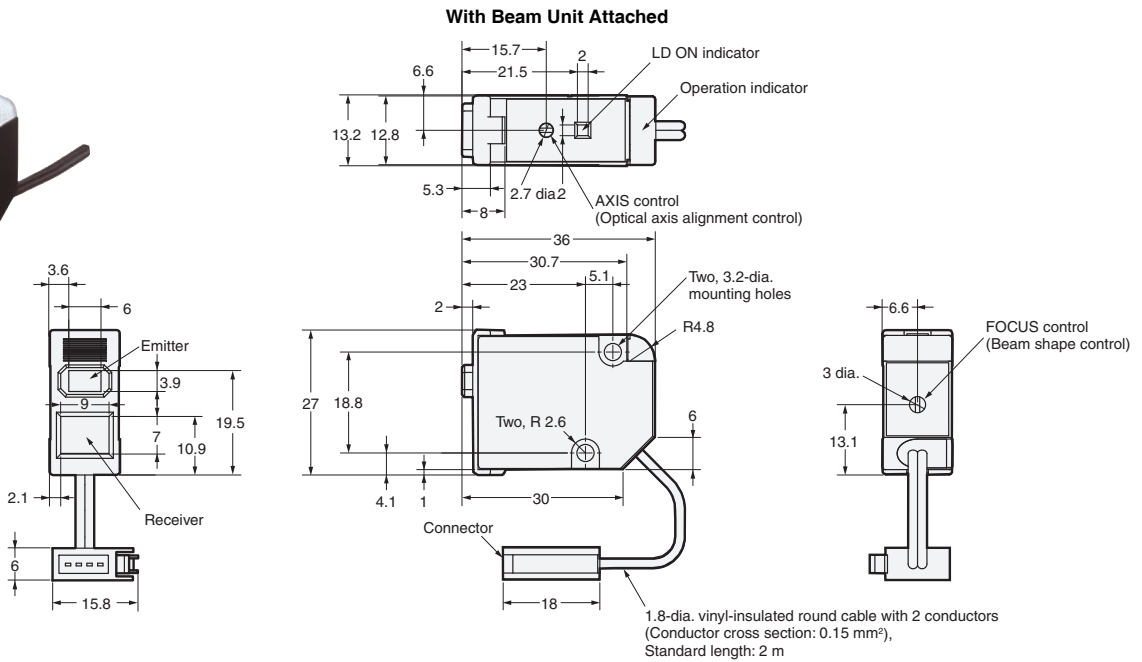 With Beam Unit Attached
15.7
2
LD ON indicator
6.6
21.5
Operation indicator
13.2 12.8
5.3
2.7 dia.2
AXIS control
(Optical axis alignment control)
8
36
30.7
3.6
5.1
23
Two, 3.2-dia.
mounting holes
6
2
6.6
R4.8
FOCUS control
(Beam shape control)
Emitter
3.9
3 dia.
9
27
18.8
19.5
Two, R 2.6
6
7
10.9
13.1
2.1
4.1
1
30
Receiver
Connector
6
15.8
18
1.8-dia. vinyl-insulated round cable with 2 conductors
(Conductor cross section: 0.15 mm²),
Standard length: 2 m